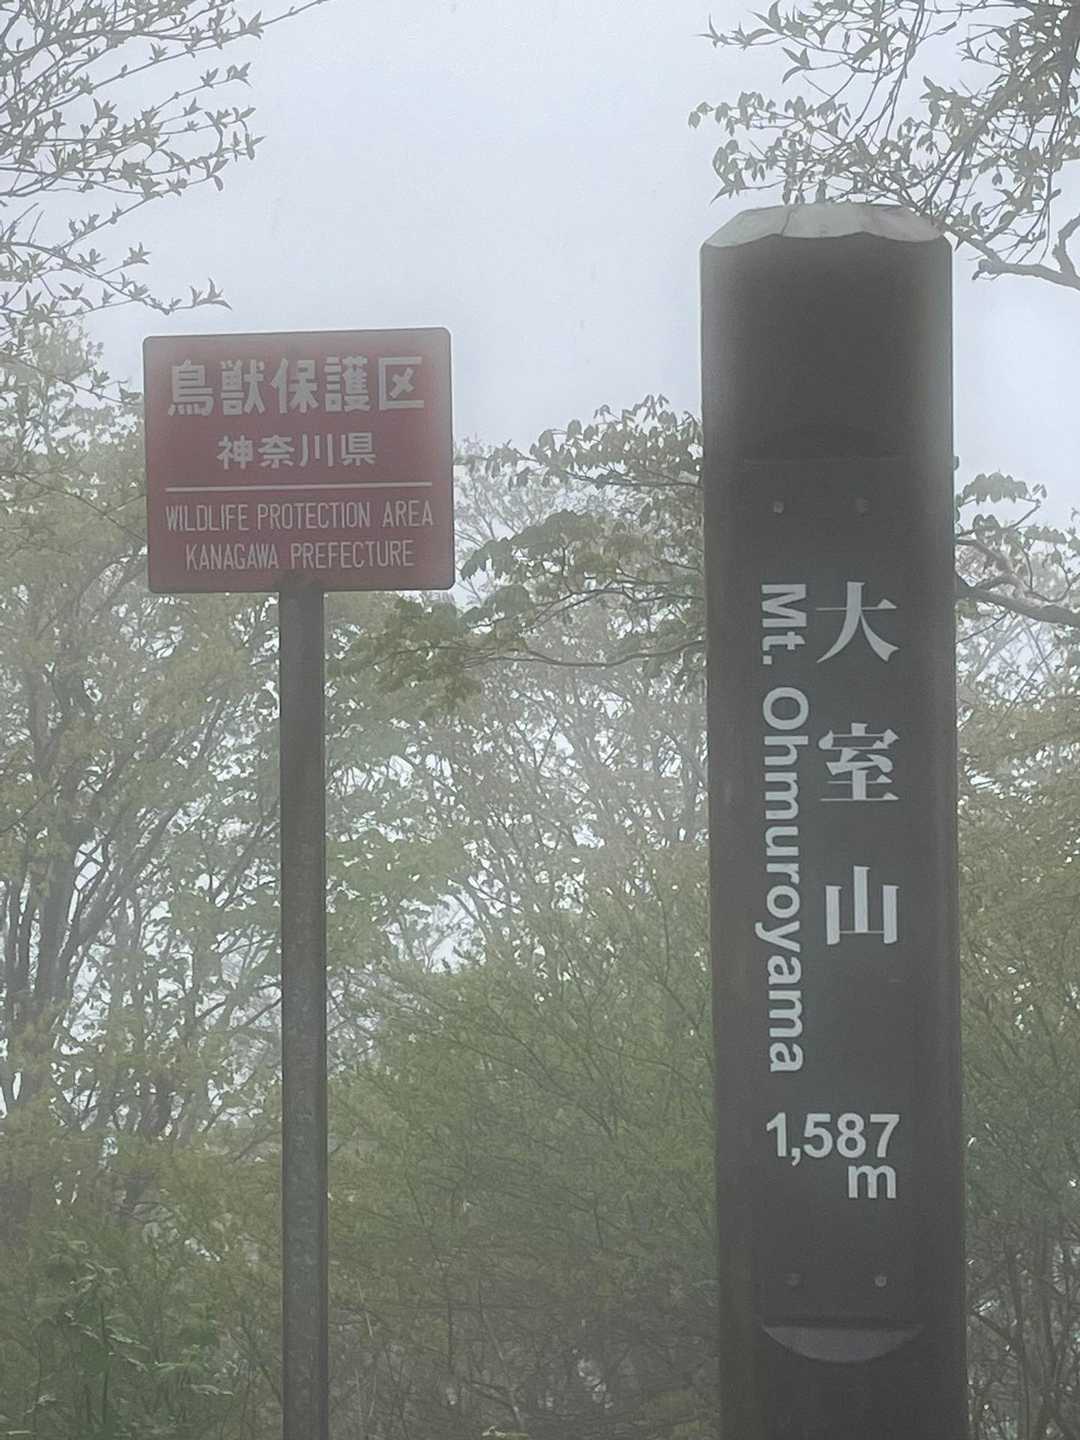 鳥獣保護区
神奈川県
WILDLIFE PROTECTION AREA
KANAGAWA PREFECTURE
大室山
Mt. Ohmuroyama
1,587
m